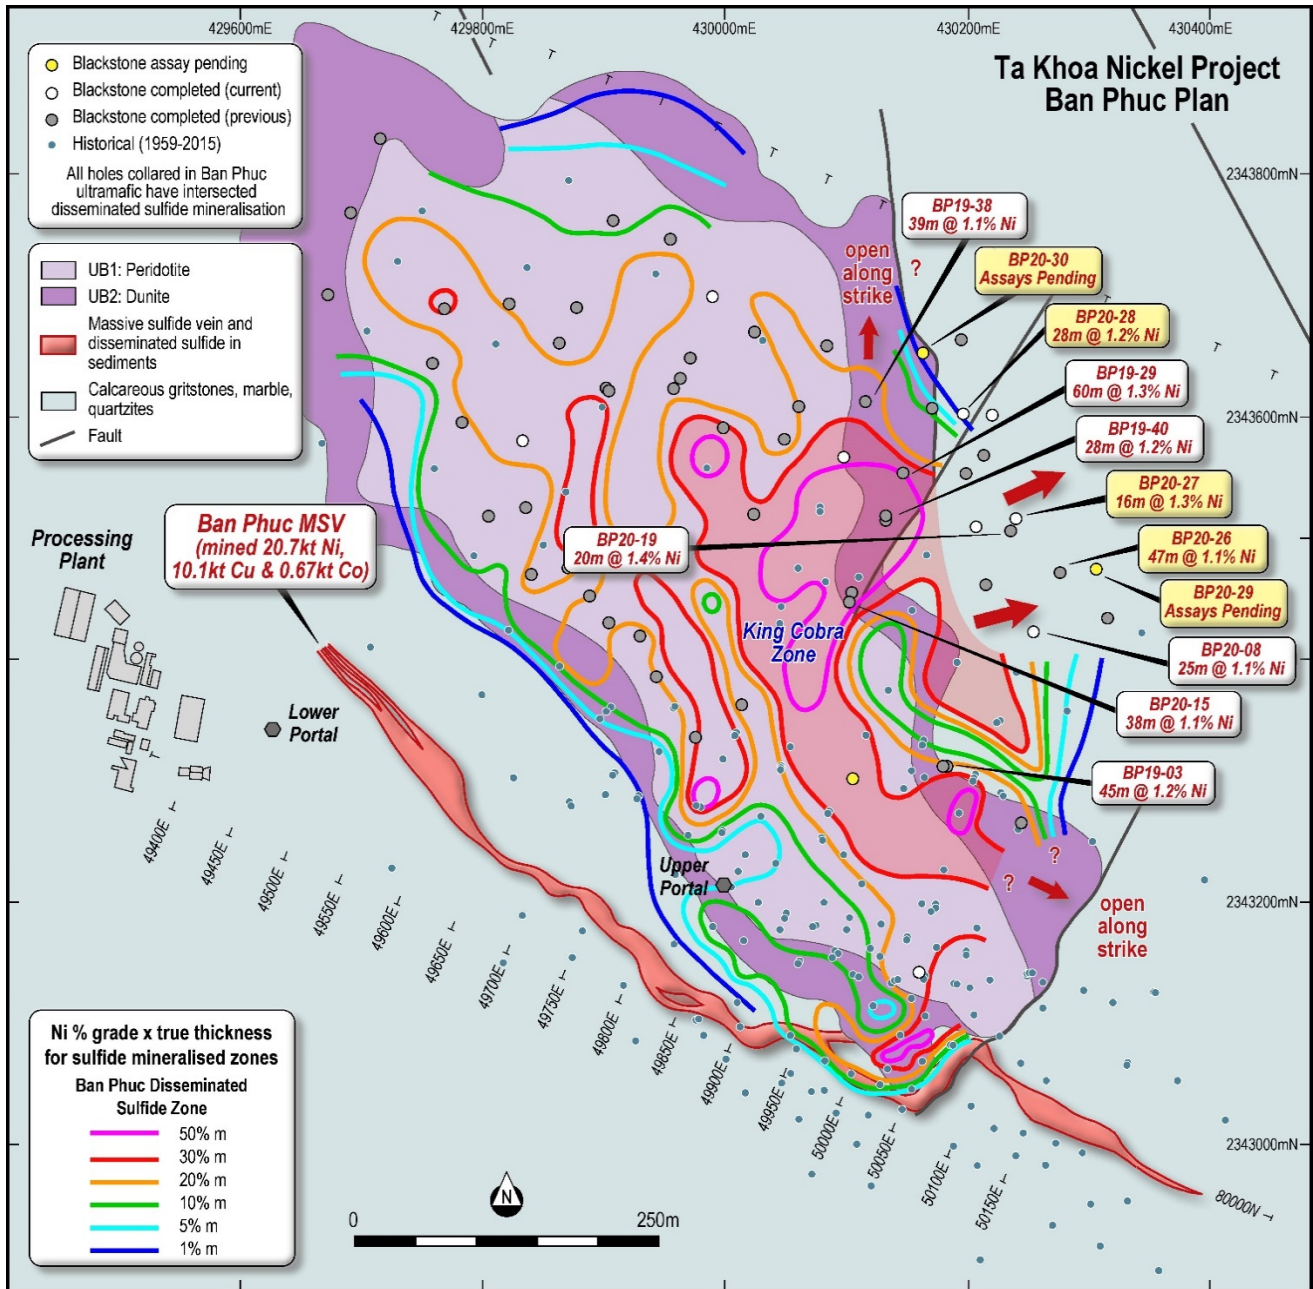 429600mE
429800mE
430000mE
430200mE
430400mE
Ta Khoa Nickel Project
Ban Phuc Plan
Blackstone assay pending
Blackstone completed (current)
Blackstone completed (previous)
Historical (1959-2015)
All holes collared in Ban Phuc
ultramafic have intersected
disseminated sulfide mineralisation
UB1: Peridotite
UB2: Dunite
Massive sulfide vein and
disseminated sulfide in
sediments
Calcareous gritstones, marble,
quartzites
Fault
2343800mN
2343600mN
2343200mN
2343000mN
BP19-38
39m @ 1.1% Ni
open
along
strike
?
BP20-30
Assays Pending
BP20-28
28m @ 1.2% Ni
BP19-29
60m @ 1.3% Ni
BP19-40
28m @ 1.2% Ni
BP20-27
16m @ 1.3% Ni
BP20-19
20m @ 1.4% Ni
BP20-26
47m @ 1.1% Ni
BP20-29
Assays Pending
BP20-08
25m @ 1.1% Ni
BP20-15
38m @ 1.1% Ni
BP19-03
45m @ 1.2% Ni
Ban Phuc MSV
(mined 20.7kt Ni,
10.1kt Cu & 0.67kt Co)
Processing
Plant
King Cobra
Zone
Lower
Portal
Upper
Portal
?
?
open
along
strike
49400E
49450E
49500E
49550E
49600E
49650E
49700E
49750E
49800E
49850E
49900E
49950E
50000E
50050E
50100E
50150E
80000N
Ni % grade x true thickness
for sulfide mineralised zones
Ban Phuc Disseminated
Sulfide Zone
50% m
30% m
20% m
10% m
5% m
1% m
N
0
250m